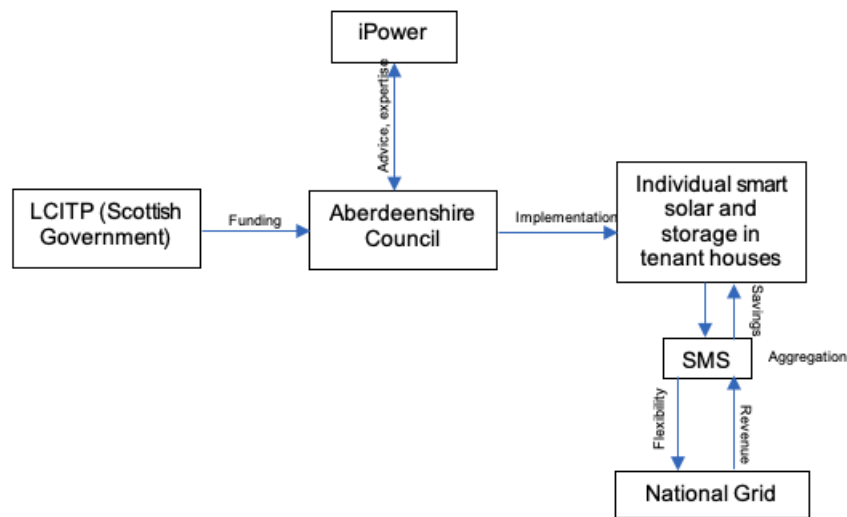 iPower
Advice, expertise
LCITP (Scottish
Government)
Funding
Aberdeenshire
Council
Implementation
Individual smart
solar and
storage in
tenant houses
Savings
SMS
Aggregation
Flexibility
Revenue
National Grid